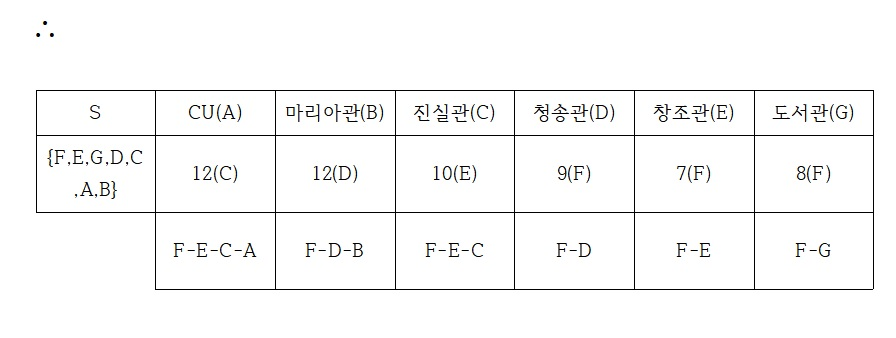 ∴
S CU(A) 마리아관(B) 진실관(C) 청송관(D) 창조관(E) 도서관(G)
{F,E,G,D,C
,A,B} 12(C) 12(D) 10(E) 9(F) 7(F) 8(F)
F-E-C-A F-D-B F-E-C F-D F-E F-G